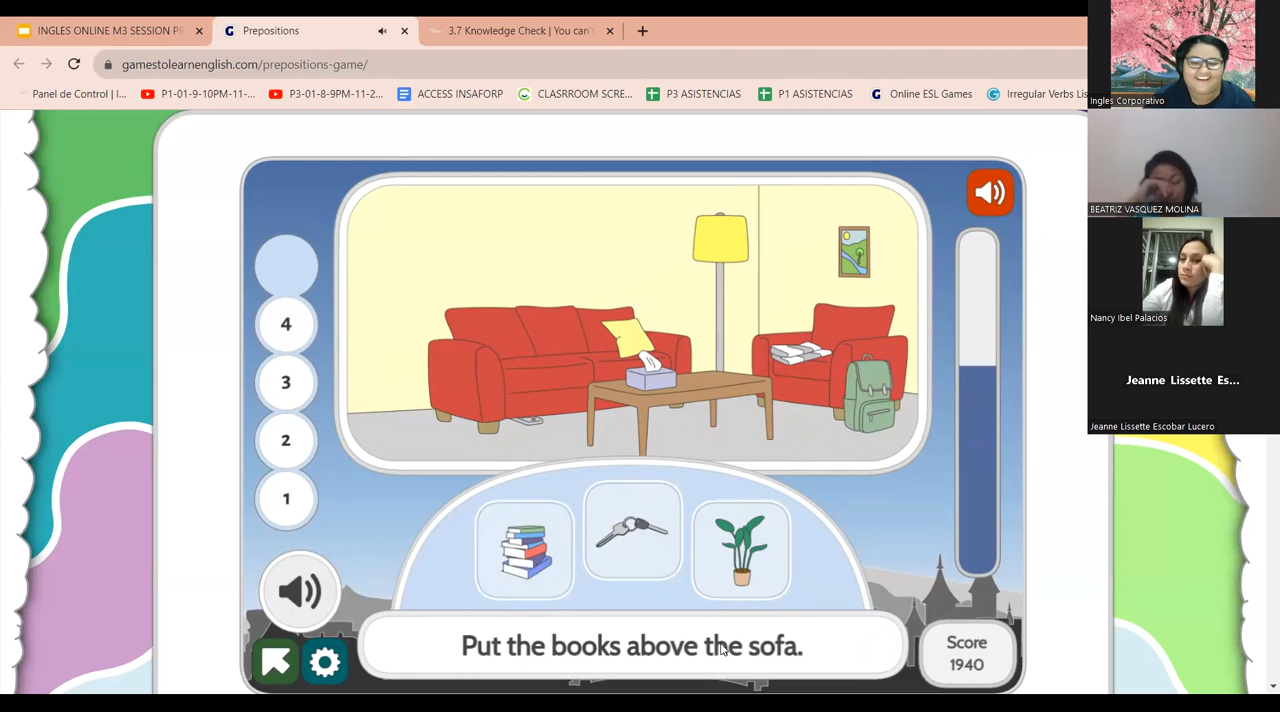 INGLES ONLINE M3 SESSION PR
Prepositions
3.7 Knowledge Check | You can'
gamestolearnenglish.com/prepositions-game/
Panel de Control | I...
P1-01-9-10PM-11-...
P3-01-8-9PM-11-2...
ACCESS INSAFORP
CLASSROOM SCRE...
P3 ASISTENCIAS
P1 ASISTENCIAS
Online ESL Games
Irregular Verbs Lis
Ingles Corporativo
BEATRIZ VASQUEZ MOLINA
Nancy Ibel Palacios
Jeanne Lissette Es...
Jeanne Lissette Escobar Lucero
4
3
2
1
Put the books above the sofa.
Score
1940